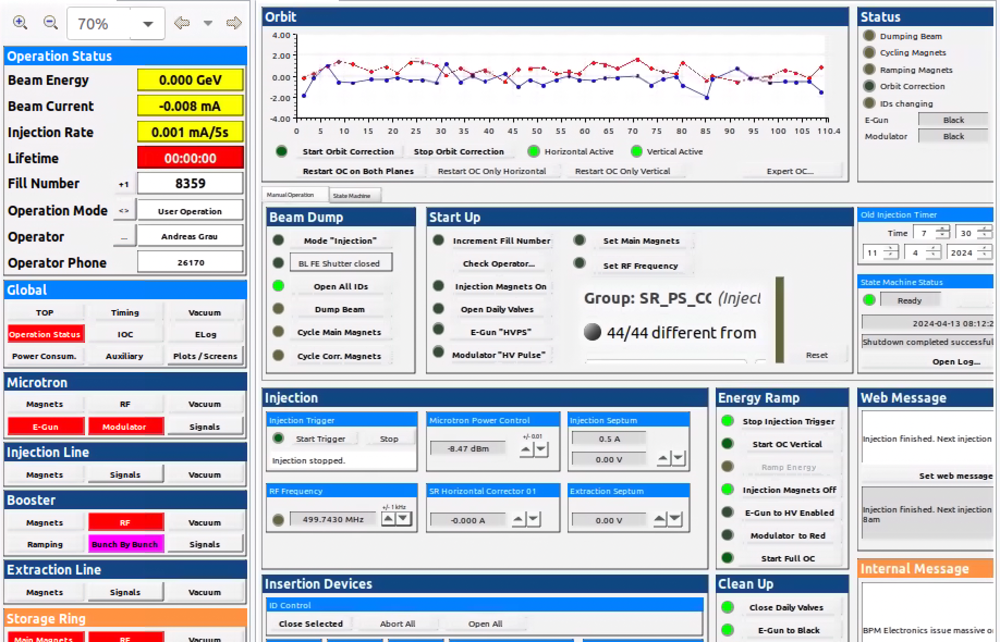 70%
Operation Status
Beam Energy 0.000 GeV
Beam Current -0.008 mA
Injection Rate 0.001 mA/5s
Lifetime 00:00:00
Fill Number +1 8359
Operation Mode <> User Operation
Operator ... Andreas Grau
Operator Phone 26170
Global
TOP Timing Vacuum
Operation Status IOC ELog
Power Consum. Auxiliary Plots / Screens
Microtron
Magnets RF Vacuum
E-Gun Modulator Signals
Injection Line
Magnets Signals Vacuum
Booster
Magnets RF Vacuum
Ramping Bunch By Bunch Signals
Extraction Line
Magnets Signals Vacuum
Storage Ring
Main Magnets RF Vacuum
Orbit
4.00
2.00
0.00
-2.00
-4.00
0 5 10 15 20 25 30 35 40 45 50 55 60 65 70 75 80 85 90 95 100 105 110.4
Start Orbit Correction Stop Orbit Correction Horizontal Active Vertical Active
Restart OC on Both Planes Restart OC Only Horizontal Restart OC Only Vertical Expert OC...
Status
Dumping Beam
Cycling Magnets
Ramping Magnets
Orbit Correction
IDs changing
E-Gun Black
Modulator Black
Manual Operation State Machine
Beam Dump
Mode "Injection"
BL FE Shutter closed
Open All IDs
Dump Beam
Cycle Main Magnets
Cycle Corr. Magnets
Start Up
Increment Fill Number Set Main Magnets
Check Operator... Set RF Frequency
Injection Magnets On
Open Daily Valves
E-Gun "HVPS"
Modulator "HV Pulse"
Group: SR_PS_CC (Inject
44/44 different from
Reset
Old Injection Timer
Time 7 30
11 4 2024
State Machine Status
Ready
2024-04-13 08:12:2
Shutdown completed successful
Open Log...
Injection
Injection Trigger
Start Trigger Stop
Injection stopped.
Microtron Power Control
+/- 0.01
-8.47 dBm
Injection Septum
0.5 A
0.00 V
RF Frequency
+/- 1 kHz
499.7430 MHz
SR Horizontal Corrector 01
-0.000 A
Extraction Septum
0.00 V
Energy Ramp
Stop Injection Trigger
Start OC Vertical
Ramp Energy
Injection Magnets Off
E-Gun to HV Enabled
Modulator to Red
Start Full OC
Web Message
Injection finished. Next injection
Set web message
Injection finished. Next injection
8am
Insertion Devices
ID Control
Close Selected Abort All Open All
Clean Up
Close Daily Valves
E-Gun to Black
Internal Message
BPM Electronics issue massive o